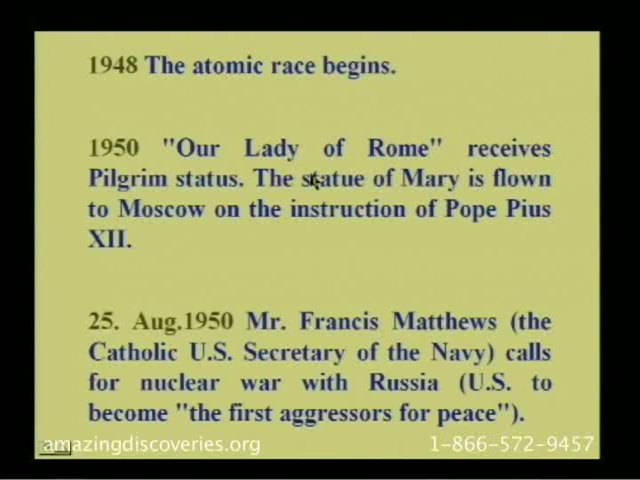 1948 The atomic race begins.
1950 "Our Lady of Rome" receives
Pilgrim status. The statue of Mary is flown
to Moscow on the instruction of Pope Pius
XII.
25. Aug.1950 Mr. Francis Matthews (the
Catholic U.S. Secretary of the Navy) calls
for nuclear war with Russia (U.S. to
become "the first aggressors for peace").
amazingdiscoveries.org 1-866-572-9457